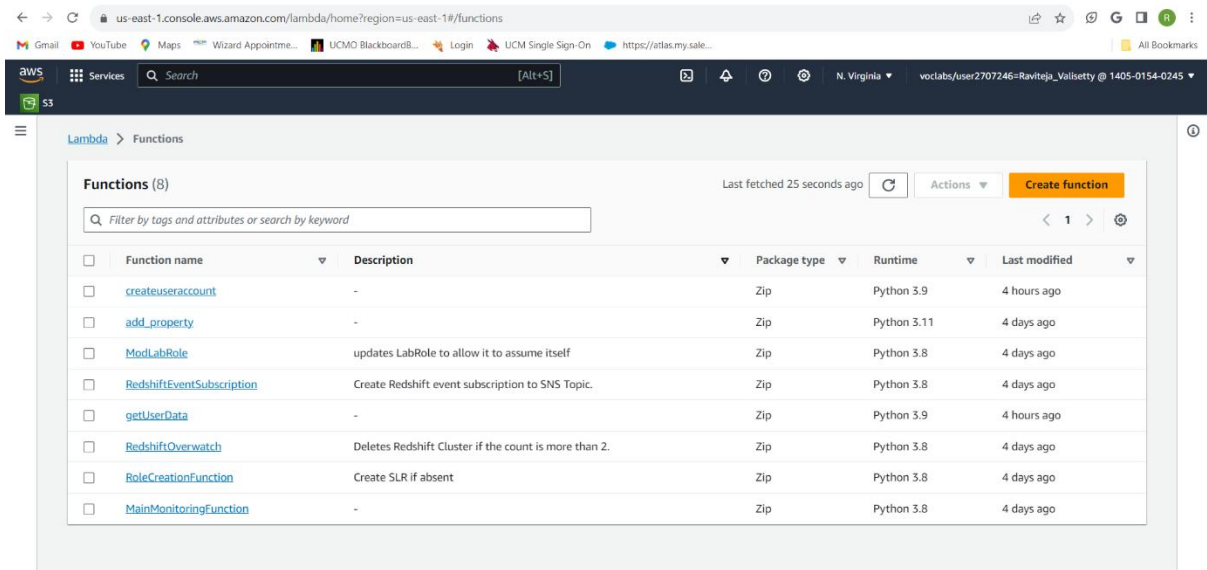 us-east-1.console.aws.amazon.com/lambda/home?region=us-east-1#/functions G R
Gmail YouTube Maps Wizard Appointme... UCMO BlackboardB... Login UCM Single Sign-On https://atlas.my.sale... All Bookmarks
aws Services Search [Alt+S] N. Virginia ▼ voclabs/user2707246=Raviteja_Valisetty @ 1405-0154-0245 ▼
S3
Lambda > Functions
Functions (8) Last fetched 25 seconds ago Actions ▼ Create function
Filter by tags and attributes or search by keyword < 1 >
Function name Description Package type Runtime Last modified
createuseraccount - Zip Python 3.9 4 hours ago
add_property - Zip Python 3.11 4 days ago
ModLabRole updates LabRole to allow it to assume itself Zip Python 3.8 4 days ago
RedshiftEventSubscription Create Redshift event subscription to SNS Topic. Zip Python 3.8 4 days ago
getUserData - Zip Python 3.9 4 hours ago
RedshiftOverwatch Deletes Redshift Cluster if the count is more than 2. Zip Python 3.8 4 days ago
RoleCreationFunction Create SLR if absent Zip Python 3.8 4 days ago
MainMonitoringFunction - Zip Python 3.8 4 days ago